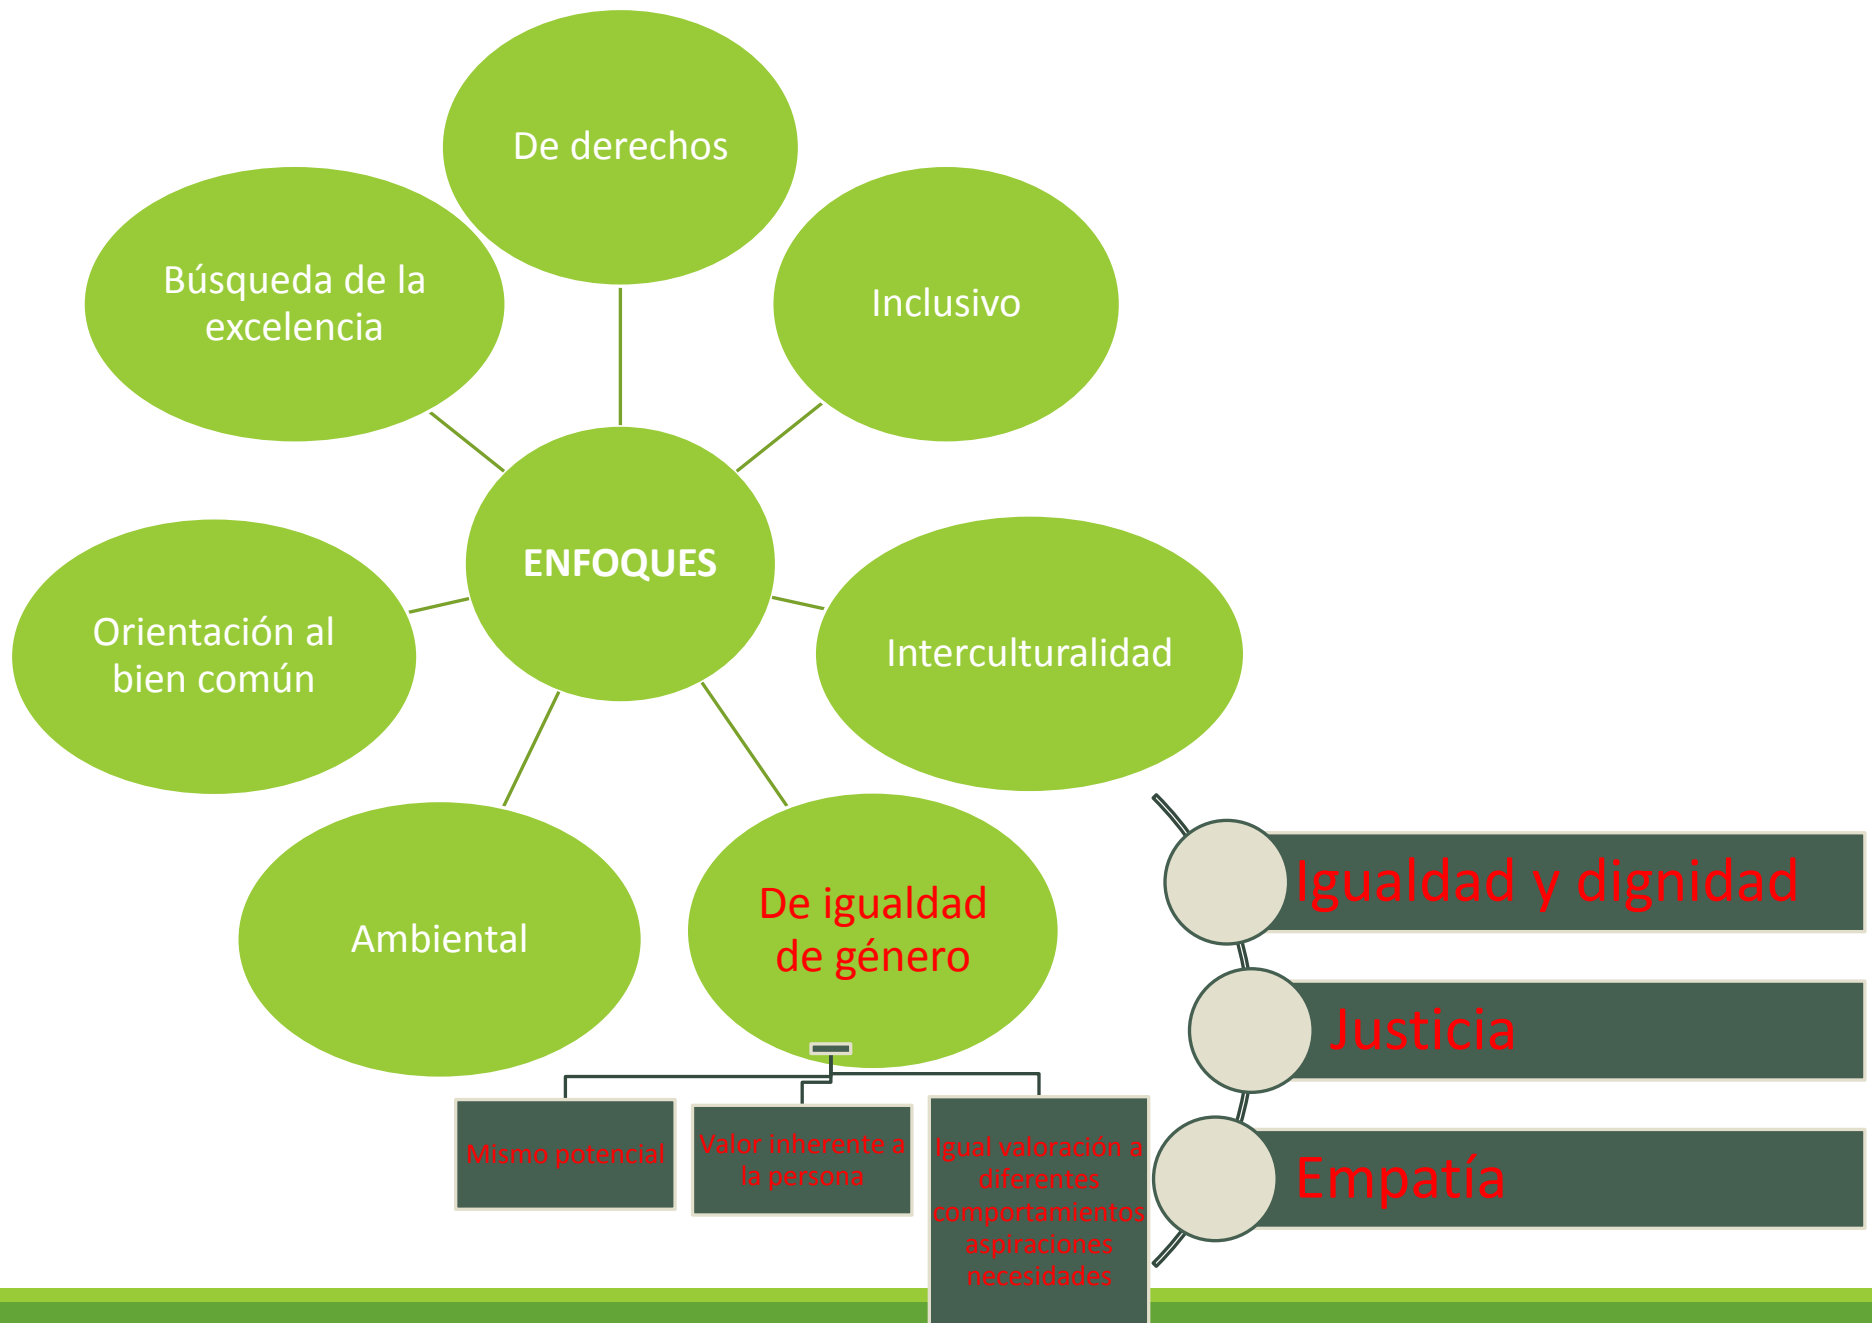 De derechos
Búsqueda de la
excelencia
Inclusivo
ENFOQUES
Orientación al
bien común
Interculturalidad
Ambiental
De igualdad
de género
Igualdad y dignidad
Justicia
Empatía
Mismo potencial
Valor inherente a
la persona
Igual valoración a
diferentes
comportamientos
aspiraciones
necesidades